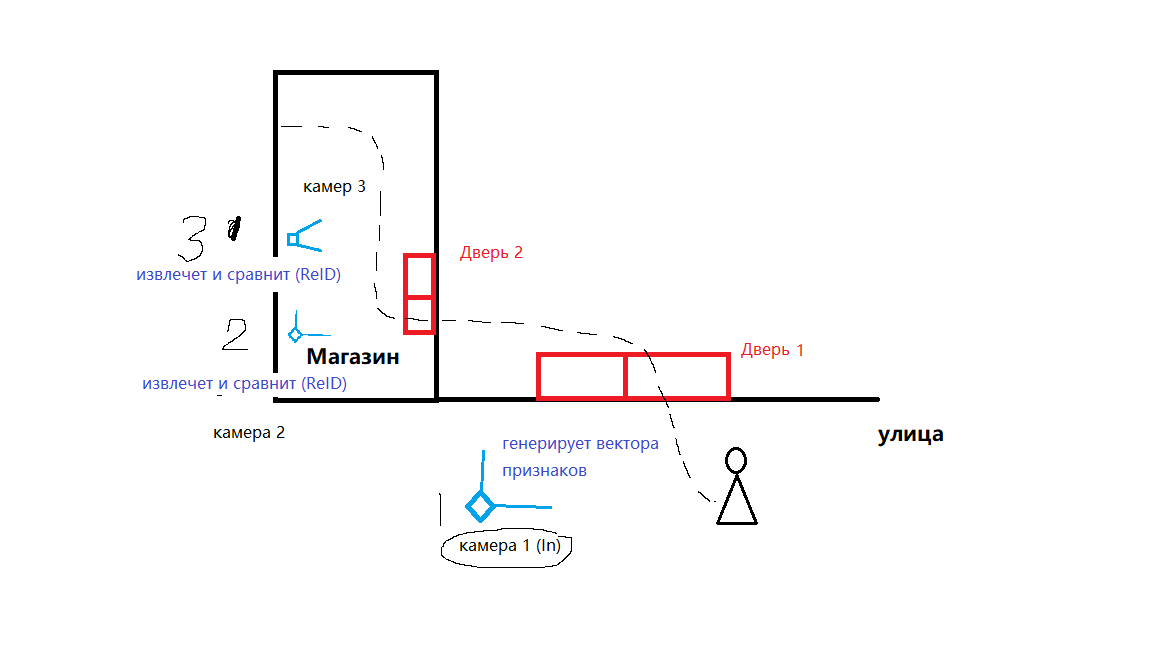 камер 3
3
Дверь 2
извлечет и сравнит (ReID)
2
Магазин
Дверь 1
извлечет и сравнит (ReID)
камера 2
улица
генерирует вектора
признаков
1
камера 1 (In)